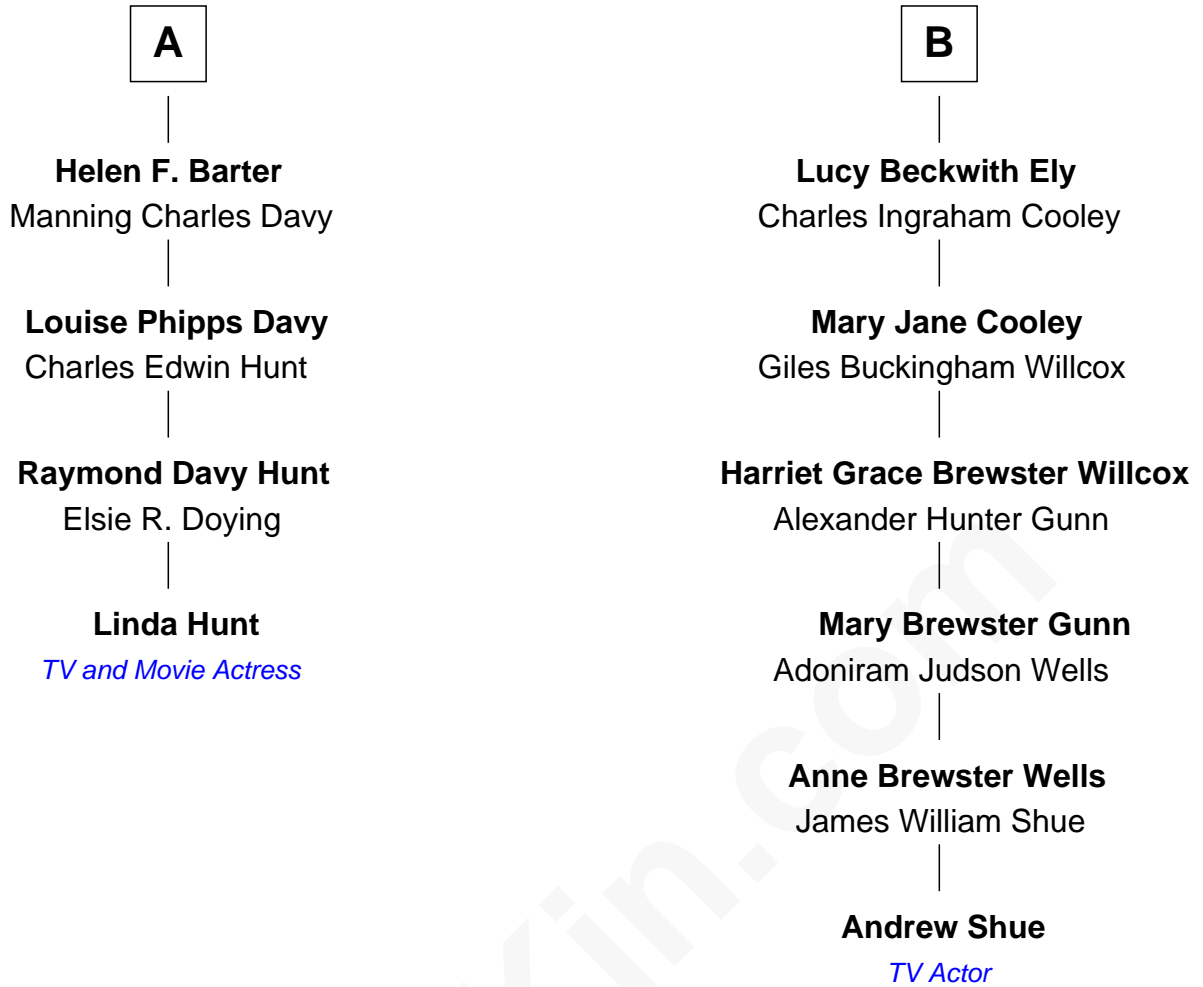 A
Helen F. Barter
Manning Charles Davy
Louise Phipps Davy
Charles Edwin Hunt
Raymond Davy Hunt
Elsie R. Doying
Linda Hunt
TV and Movie Actress
B
Lucy Beckwith Ely
Charles Ingraham Cooley
Mary Jane Cooley
Giles Buckingham Willcox
Harriet Grace Brewster Willcox
Alexander Hunter Gunn
Mary Brewster Gunn
Adoniram Judson Wells
Anne Brewster Wells
James William Shue
Andrew Shue
TV Actor
Kin.com